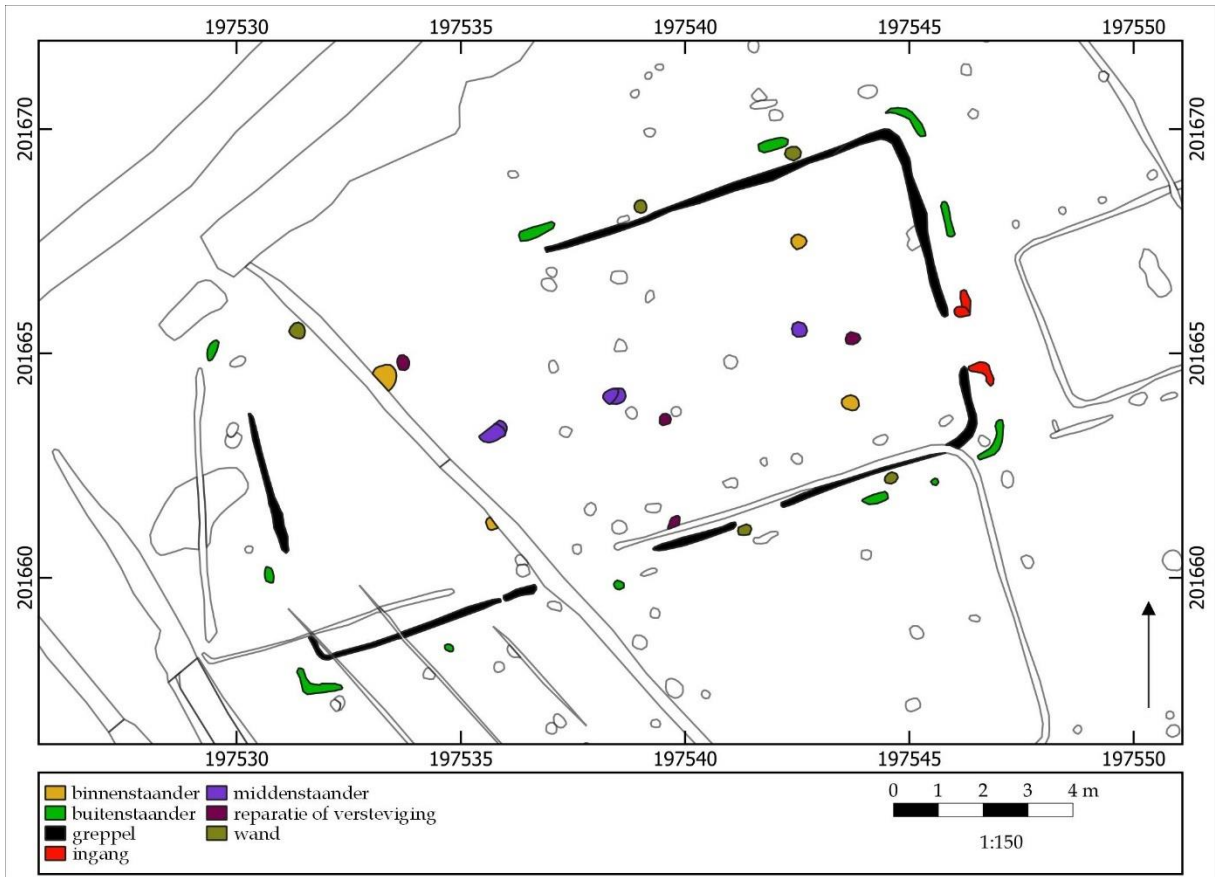 197530 197535 197540 197545 197550
201670 201670
201665 201665
201660 201660
197530 197535 197540 197545 197550
binnenstaander middenstaander
buitenstaander reparatie of versteviging
greppel wand
ingang
0 1 2 3 4 m
1:150